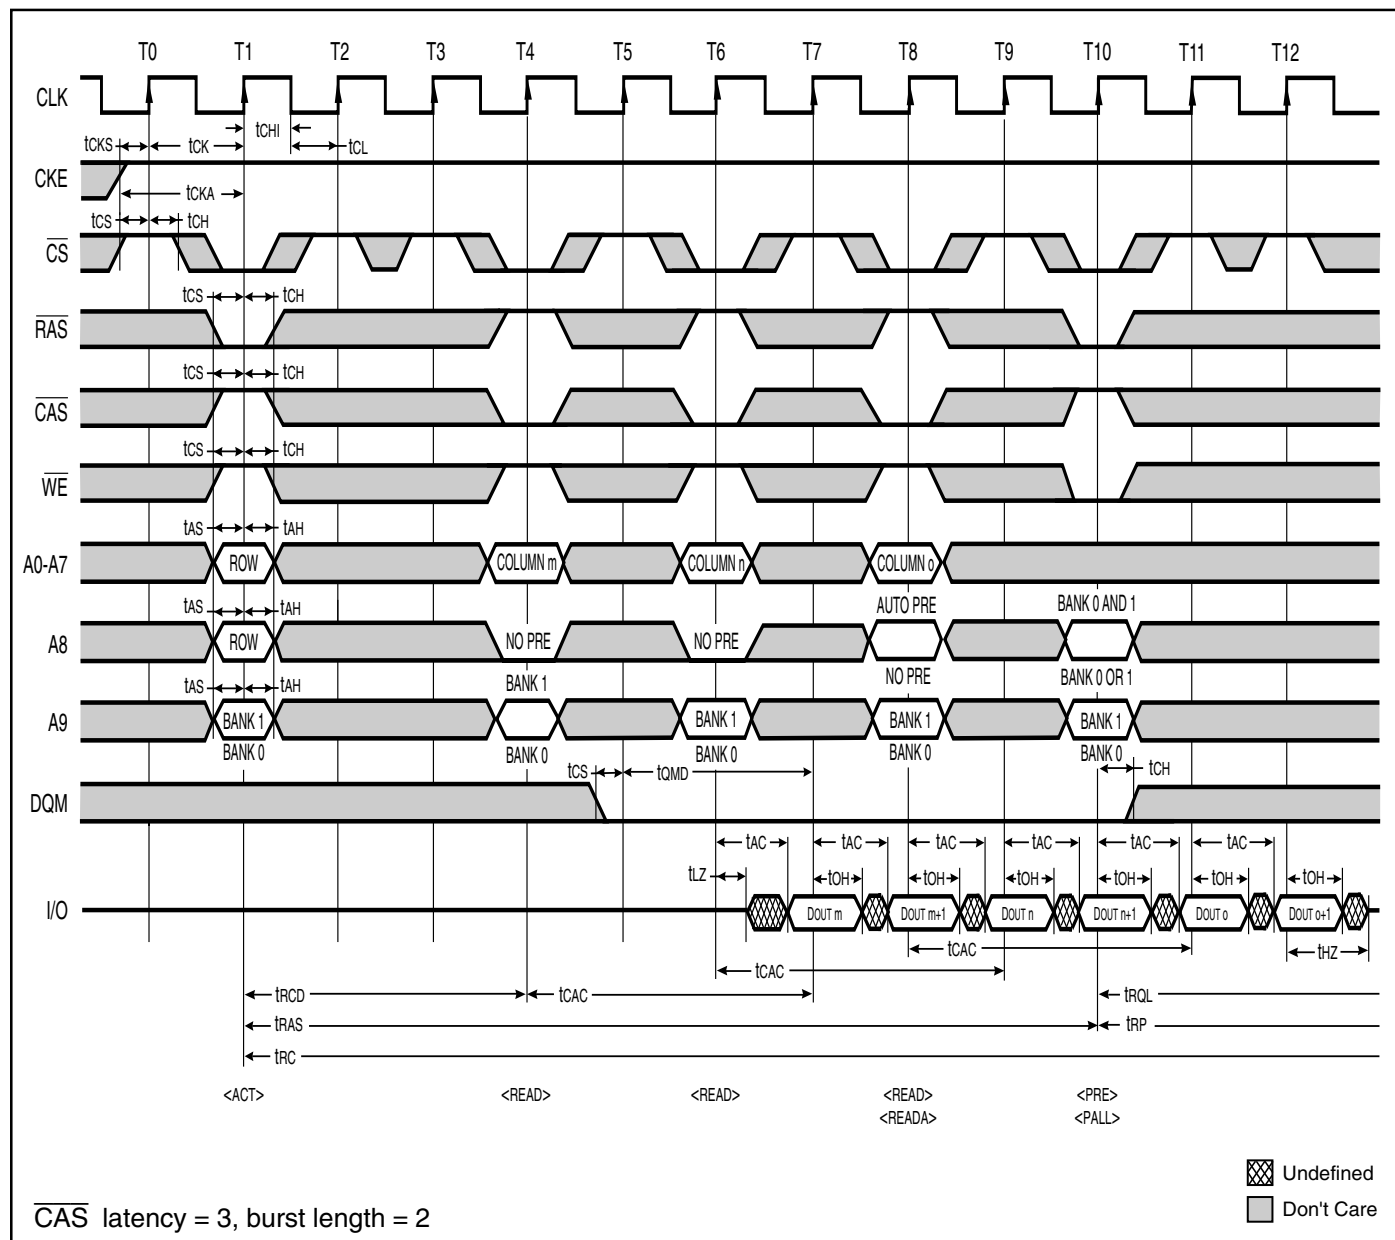 T0 T1 T2 T3 T4 T5 T6 T7 T8 T9 T10 T11 T12
CLK
tCHI
tCKS tCK tCL
CKE
tCKA
tCS tCH
CS
tCS tCH
RAS
tCS tCH
CAS
tCS tCH
WE
tAS tAH
A0-A7 ROW COLUMN m COLUMN n COLUMN o
tAS tAH AUTO PRE BANK 0 AND 1
A8 ROW NO PRE NO PRE
tAS tAH BANK 1 NO PRE BANK 0 OR 1
A9 BANK 1 BANK 1 BANK 1 BANK 1
BANK 0 BANK 0 BANK 0 BANK 0 BANK 0
tCS tQMD tCH
DQM
tAC tAC tAC tAC tAC tAC
tLZ tOH tOH tOH tOH tOH tOH
I/O DOUT m DOUT m+1 DOUT n DOUT n+1 DOUT o DOUT o+1
tCAC tHZ
tCAC
tRCD tCAC tRQL
tRAS tRP
tRC
<ACT> <READ> <READ> <READ> <PRE>
<READA> <PALL>
Undefined
Don't Care
CAS latency = 3, burst length = 2